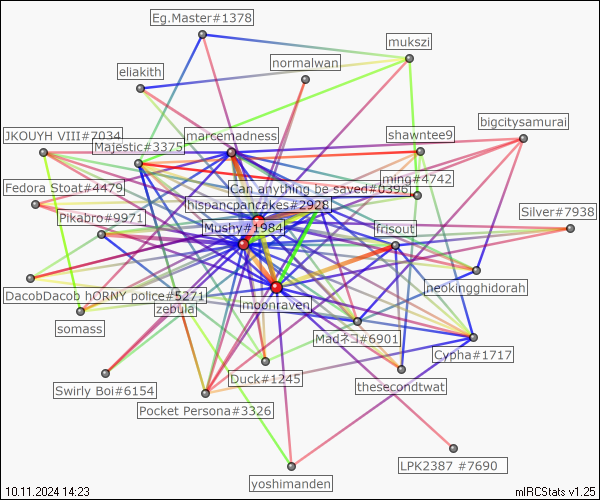 Eg.Master#1378
mukszi
normalwan
eliakith
bigcitysamurai
JKOUYH VIII#7034
marcemadness
shawntee9
Majestic#3375
ming#4742
Fedora Stoat#4479
Can anything be saved#0396
hispancpancakes#2928
Silver#7938
Pikabro#9971
Mushy#1984
frisout
neokingghidorah
DacobDacob hORNY police#5271
zebulai
moonraven
somass
Madネコ#6901
Cypha#1717
Duck#1245
thesecondtwat
Swirly Boi#6154
Pocket Persona#3326
LPK2387 #7690
yoshimanden
10.11.2024 14:23
mIRCStats v1.25